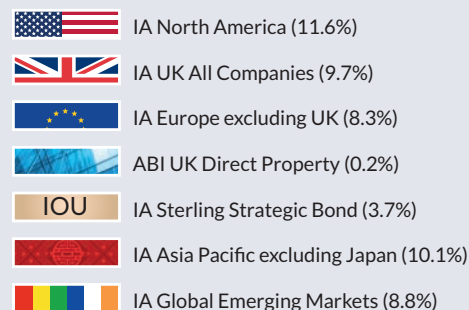 IA North America (11.6%)
IA UK All Companies (9.7%)
IA Europe excluding UK (8.3%)
ABI UK Direct Property (0.2%)
IOU IA Sterling Strategic Bond (3.7%)
IA Asia Pacific excluding Japan (10.1%)
IA Global Emerging Markets (8.8%)